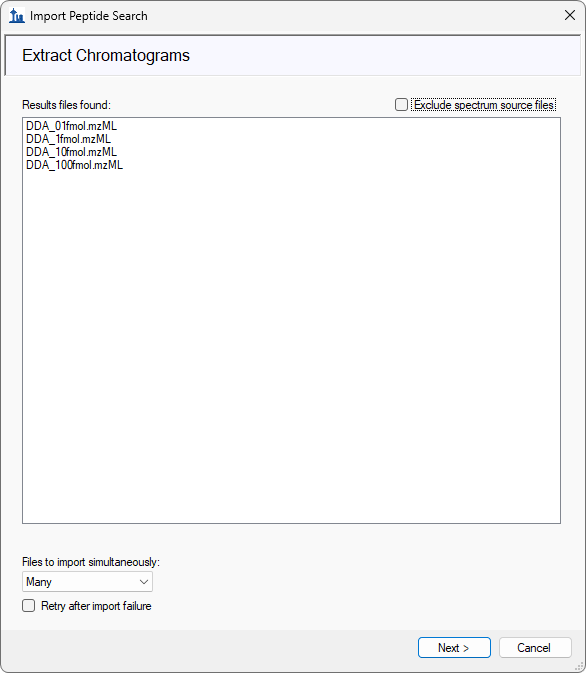 Import Peptide Search
Extract Chromatograms
Results files found:
Exclude spectrum source files
DDA_01fmol.mzML
DDA_1fmol.mzML
DDA_10fmol.mzML
DDA_100fmol.mzML
Files to import simultaneously:
Many
Retry after import failure
Next >
Cancel